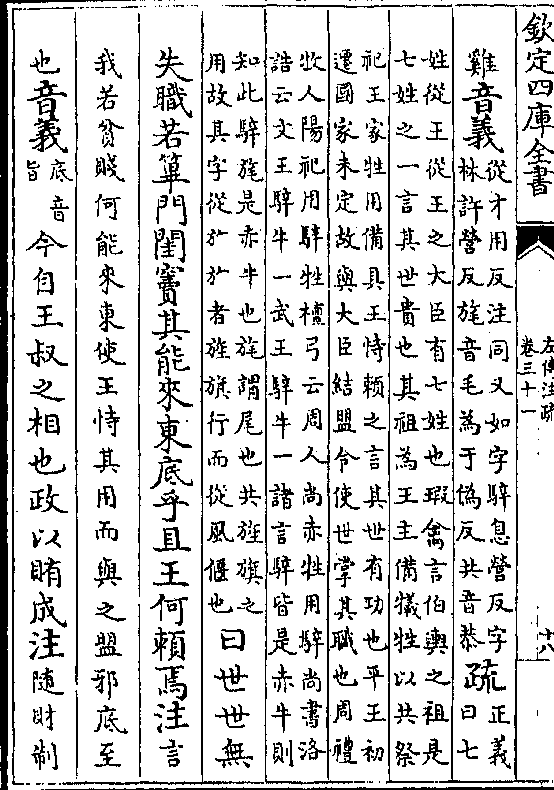 欽定四庫全書
左傳注疏
卷三十一
十八
雞音義從才用反注同又如字騂息營反字
林許營反旄音毛為于偽反共音恭疏正義
曰七
姓從王從王之大臣有七姓也瑕禽言伯輿之祖是
七姓之一言其世貴也其祖為王主備犧牲以共祭
祀王家牲用備具王恃賴之言其世有功也平王初
遷國家未定故與大臣結盟令使世掌其職也周禮
牧人陽祀用騂牲檀弓云周人尚赤牲用騂尚書洛
誥云文王騂牛一武王騂牛一諸言騂皆是赤牛則
知此騂旄是赤牛也旄謂尾也共旌旗之
用故其字從㫃㫃者旌旗行而從風偃也曰世世無
失職若篳門閨竇其能來東底乎且王何賴焉注言
我若貧賤何能來東使王恃其用而與之盟邪底至
也音義底音
旨今自王叔之相也政以賄成注隨財制